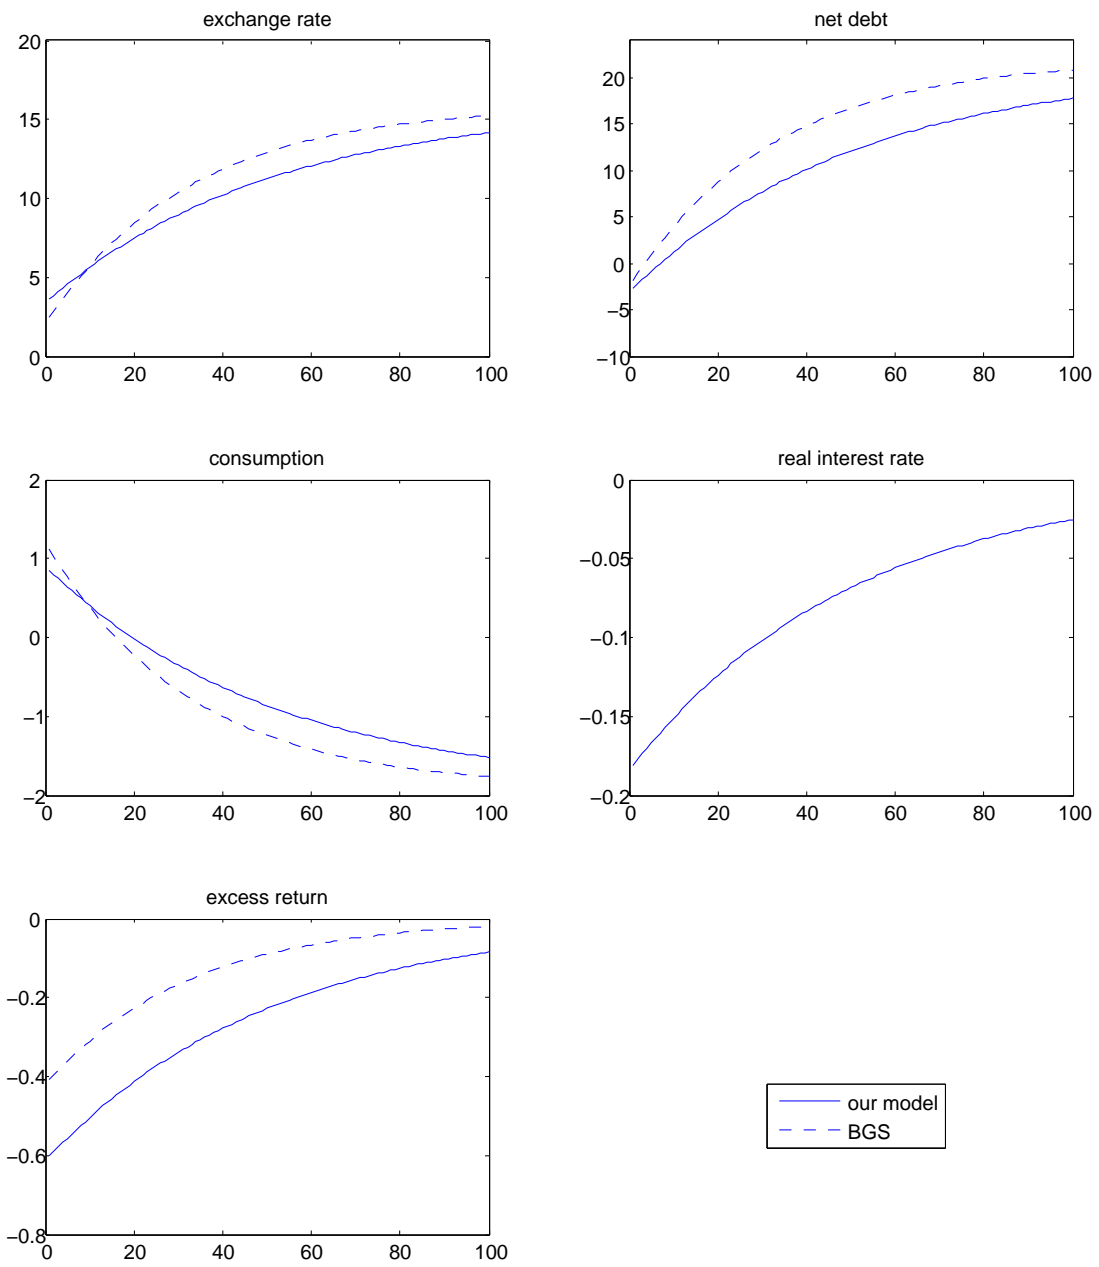 exchange rate
20
15
10
5
0
0 20 40 60 80 100
net debt
20
15
10
5
0
−5
−10
0 20 40 60 80 100
consumption
2
1
0
−1
−2
0 20 40 60 80 100
real interest rate
0
−0.05
−0.1
−0.15
−0.2
0 20 40 60 80 100
excess return
0
−0.2
−0.4
−0.6
−0.8
0 20 40 60 80 100
our model
BGS